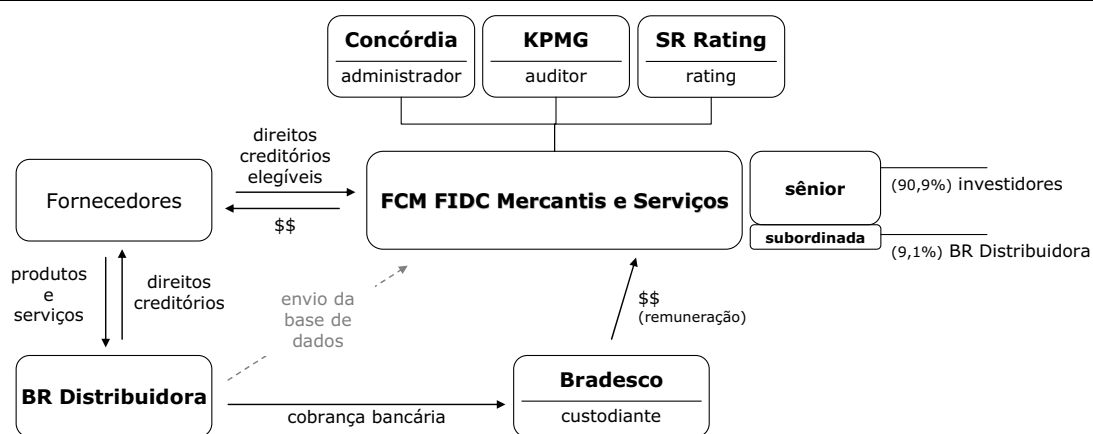 Concórdia
administrador
KPMG
auditor
SR Rating
rating
direitos
creditórios
elegíveis
Fornecedores
$$
FCM FIDC Mercantis e Serviços
sênior
(90,9%) investidores
subordinada
(9,1%) BR Distribuidora
produtos
e
serviços
direitos
creditórios
envio da
base de
dados
$$
(remuneração)
BR Distribuidora
cobrança bancária
Bradesco
custodiante